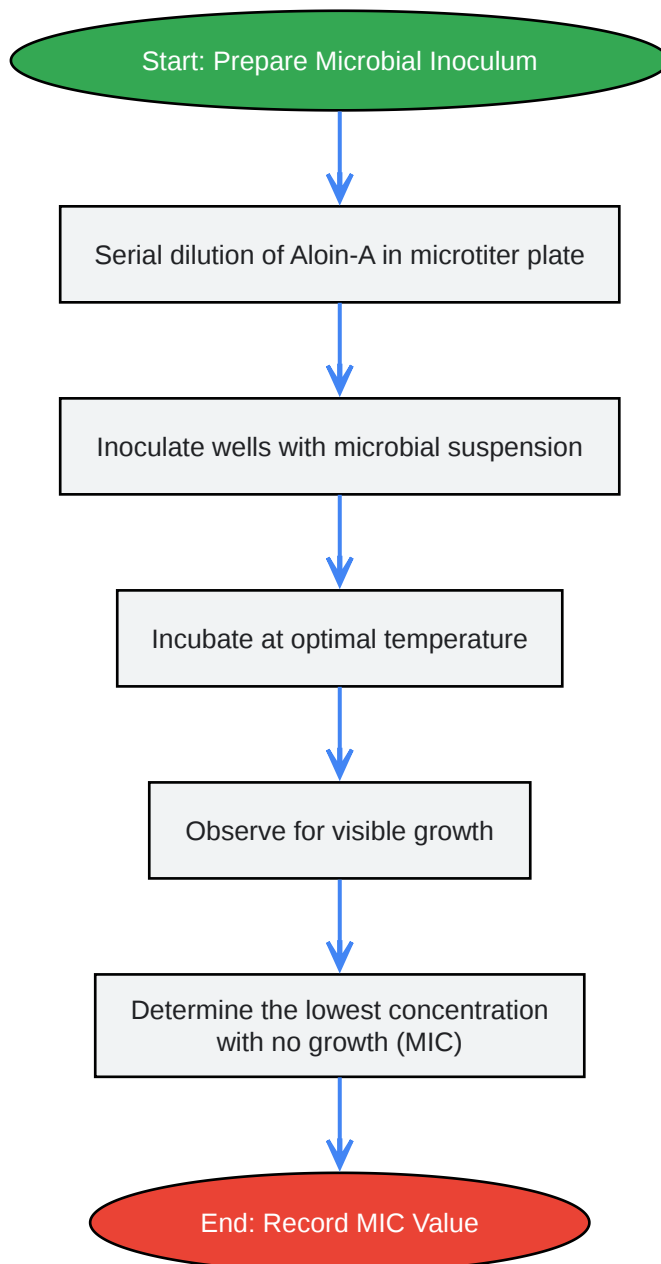 Start: Prepare Microbial Inoculum
Serial dilution of Aloin-A in microtiter plate
Inoculate wells with microbial suspension
Incubate at optimal temperature
Observe for visible growth
Determine the lowest concentration
with no growth (MIC)
End: Record MIC Value